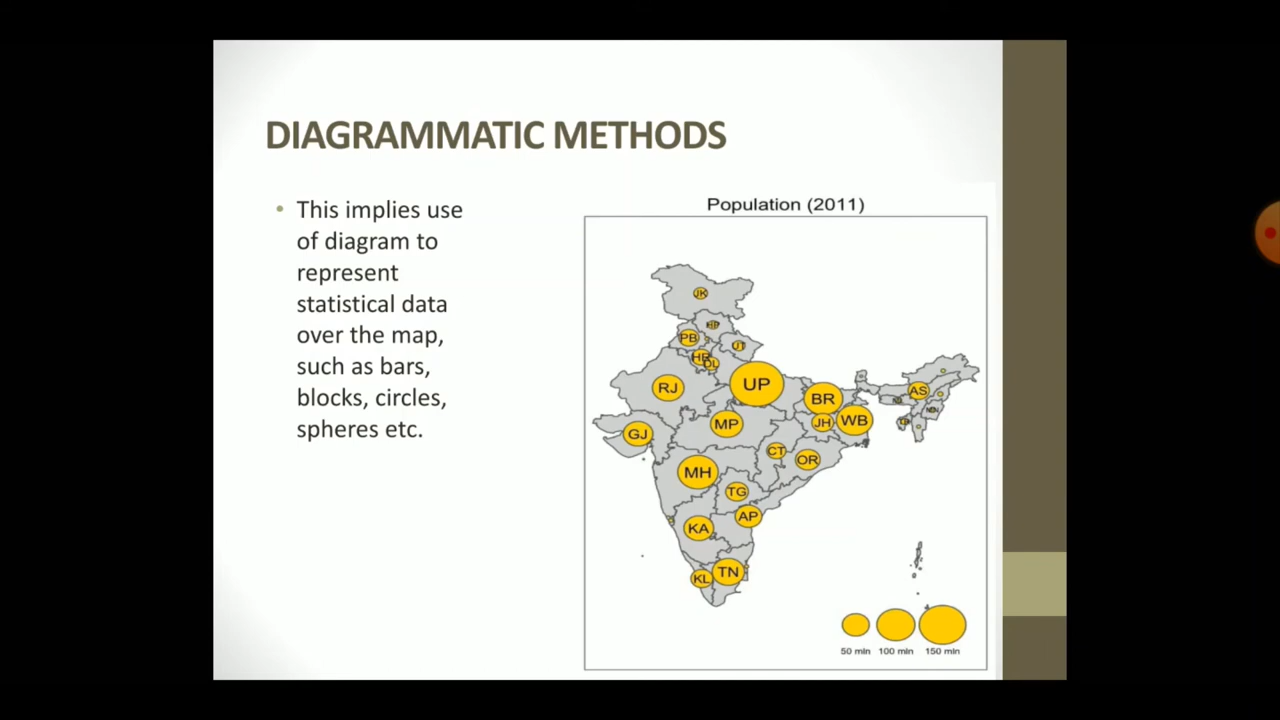 DIAGRAMMATIC METHODS
• This implies use
of diagram to
represent
statistical data
over the map,
such as bars,
blocks, circles,
spheres etc.
Population (2011)
JK
HP
PB
UT
HR
DL
RJ
UP
BR
AS
MP
JH
WB
GJ
CT
OR
MH
TG
AP
KA
TN
KL
50 mln
100 mln
150 mln